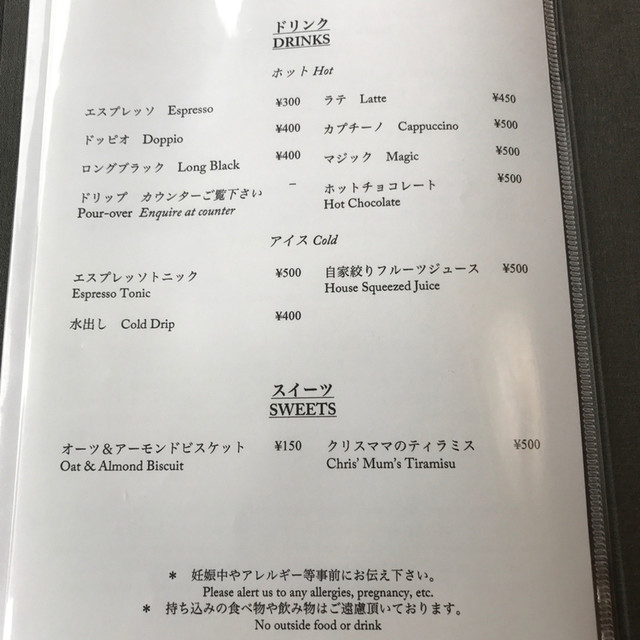 ドリンク
DRINKS
ホット Hot
エスプレッソ Espresso ¥300 ラテ Latte ¥450
ドッピオ Doppio ¥400 カプチーノ Cappuccino ¥500
ロングブラック Long Black ¥400 マジック Magic ¥500
ドリップ カウンターご覧下さい – ホットチョコレート ¥500
Pour-over Enquire at counter Hot Chocolate
アイス Cold
エスプレッソトニック ¥500 自家絞りフルーツジュース ¥500
Espresso Tonic House Squeezed Juice
水出し Cold Drip ¥400
スイーツ
SWEETS
オーツ＆アーモンドビスケット ¥150 クリスママのティラミス ¥500
Oat & Almond Biscuit Chris' Mum's Tiramisu
＊ 妊娠中やアレルギー等事前にお伝え下さい。
Please alert us to any allergies, pregnancy, etc.
＊ 持ち込みの食べ物や飲み物はご遠慮頂いております。
No outside food or drink